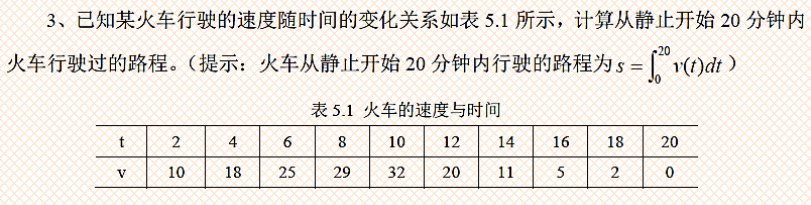 3、已知某火车行驶的速度随时间的变化关系如表 5.1 所示，计算从静止开始 20 分钟内
火车行驶过的路程。（提示：火车从静止开始 20 分钟内行驶的路程为 s = ∫₀²⁰ v(t)dt ）
表 5.1 火车的速度与时间
t 2 4 6 8 10 12 14 16 18 20
v 10 18 25 29 32 20 11 5 2 0